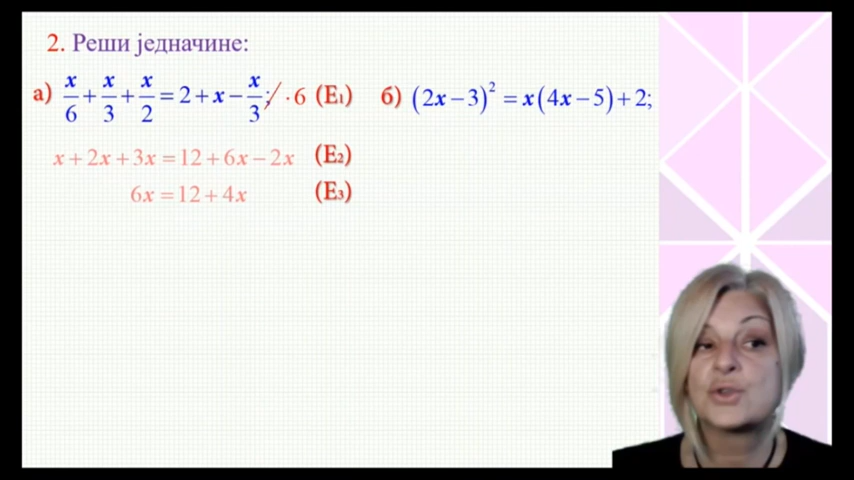 2. Реши једначине:
а) x/6 + x/3 + x/2 = 2 + x − x/3; / · 6 (E₁)
б) (2x − 3)² = x(4x − 5) + 2;
x + 2x + 3x = 12 + 6x − 2x (E₂)
6x = 12 + 4x (E₃)